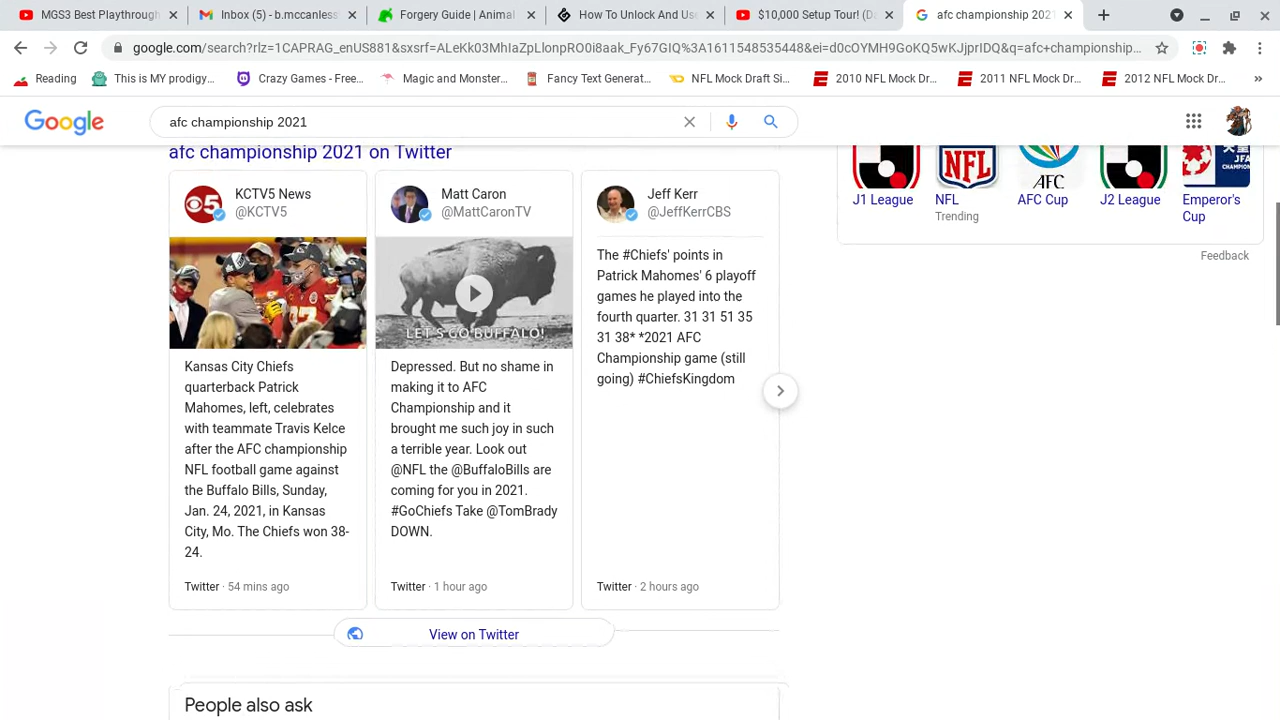 MGS3 Best Playthrough
Inbox (5) - b.mccanless
Forgery Guide | Animal
How To Unlock And Use
$10,000 Setup Tour! (Da
afc championship 2021
google.com/search?rlz=1CAPRAG_enUS881&sxsrf=ALeKk03MhIaZpLlonpRO0i8aak_Fy67GIQ%3A1611548535448&ei=d0cOYMH9GoKQ5wKJjprIDQ&q=afc+championship...
Reading
This is MY prodigy...
Crazy Games - Free...
Magic and Monster...
Fancy Text Generat...
NFL Mock Draft Si...
2010 NFL Mock Dr...
2011 NFL Mock Dr...
2012 NFL Mock Dr...
»
Google
afc championship 2021
afc championship 2021 on Twitter
KCTV5 News
@KCTV5
Kansas City Chiefs
quarterback Patrick
Mahomes, left, celebrates
with teammate Travis Kelce
after the AFC championship
NFL football game against
the Buffalo Bills, Sunday,
Jan. 24, 2021, in Kansas
City, Mo. The Chiefs won 38-
24.
Twitter · 54 mins ago
Matt Caron
@MattCaronTV
LET'S GO BUFFALO!
Depressed. But no shame in
making it to AFC
Championship and it
brought me such joy in such
a terrible year. Look out
@NFL the @BuffaloBills are
coming for you in 2021.
#GoChiefs Take @TomBrady
DOWN.
Twitter · 1 hour ago
Jeff Kerr
@JeffKerrCBS
The #Chiefs' points in
Patrick Mahomes' 6 playoff
games he played into the
fourth quarter. 31 31 51 35
31 38* *2021 AFC
Championship game (still
going) #ChiefsKingdom
Twitter · 2 hours ago
View on Twitter
People also ask
NFL
AFC
JFA
CHAMPION
J1 League
NFL
Trending
AFC Cup
J2 League
Emperor's
Cup
Feedback